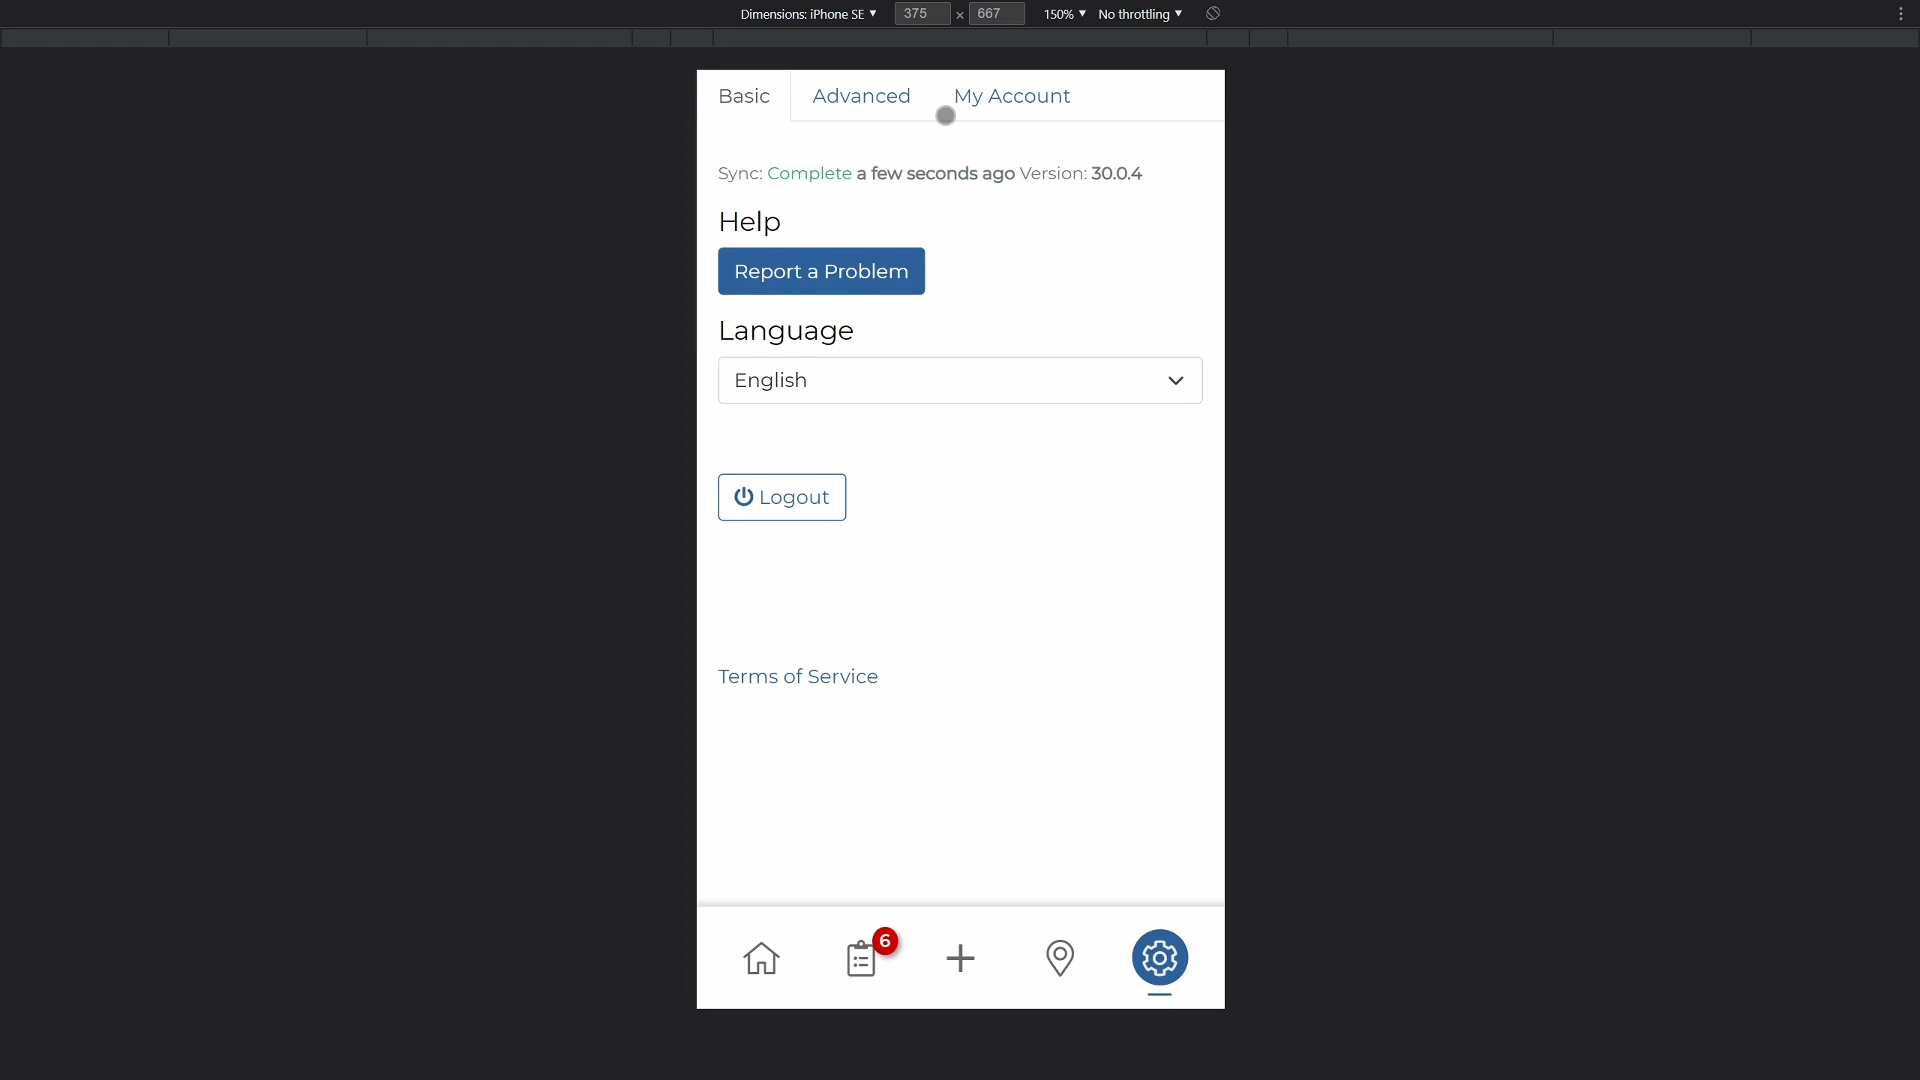 Dimensions: iPhone SE 375 × 667 150% No throttling
Basic Advanced My Account
Sync: Complete a few seconds ago Version: 30.0.4
Help
Report a Problem
Language
English
Logout
Terms of Service
6